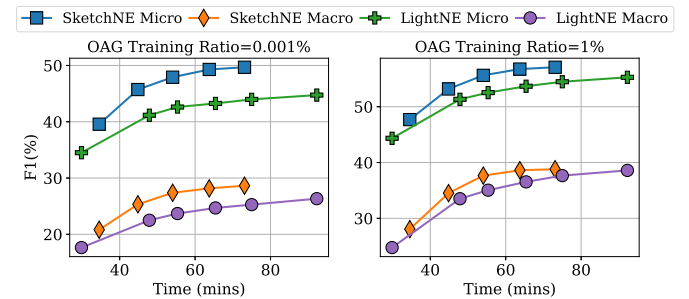 SketchNE Micro SketchNE Macro LightNE Micro LightNE Macro
OAG Training Ratio=0.001% OAG Training Ratio=1%
F1(%)
50
40
30
20
40 60 80
Time (mins)
50
40
30
40 60 80
Time (mins)